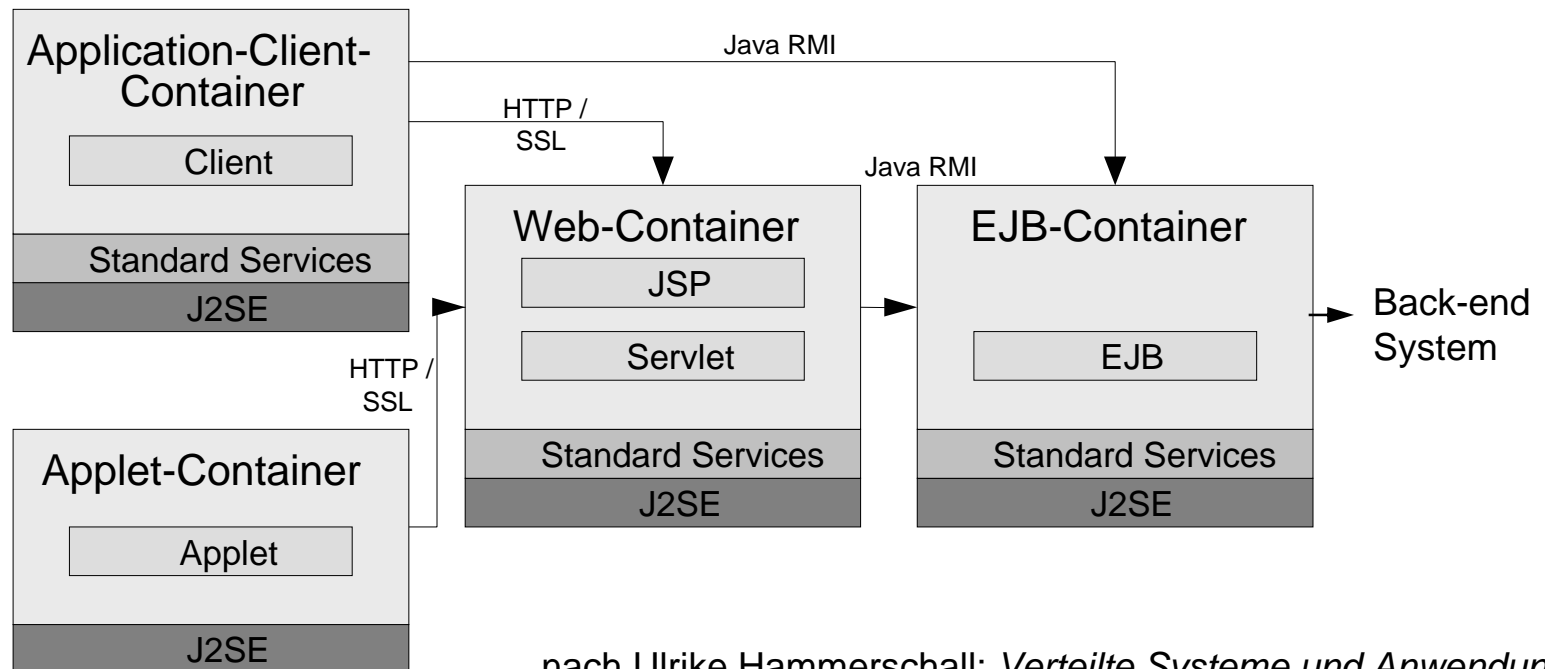 Application-Client-
Container
Client
Standard Services
J2SE
Java RMI
HTTP /
SSL
Java RMI
Web-Container
JSP
Servlet
Standard Services
J2SE
EJB-Container
EJB
Standard Services
J2SE
Back-end
System
HTTP /
SSL
Applet-Container
Applet
J2SE
nach Ulrike Hammerschall: Verteilte Systeme und